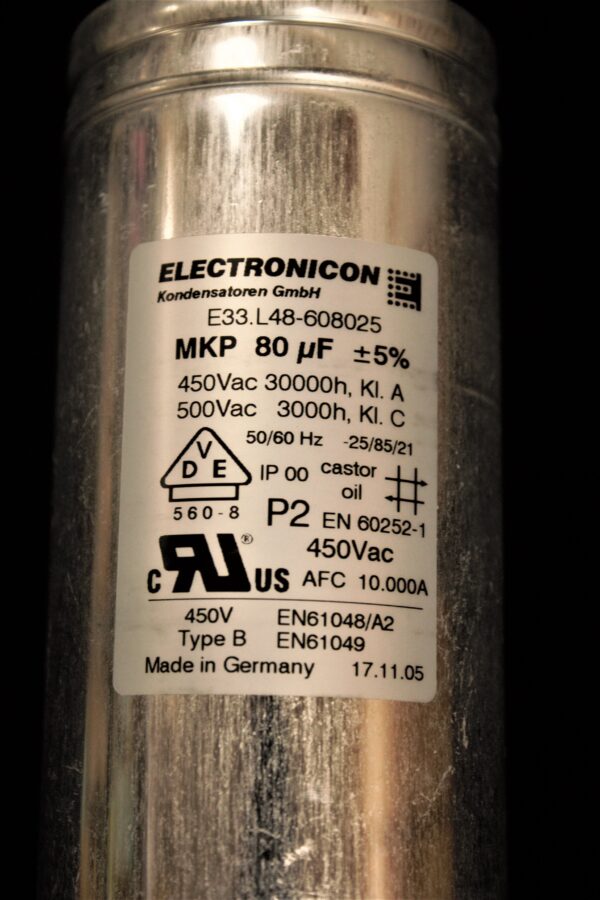 ELECTRONICON
Kondensatoren GmbH
E33.L48-608025
MKP 80 µF ±5%
450Vac 30000h, Kl. A
500Vac 3000h, Kl. C
50/60 Hz -25/85/21
VDE IP 00 castor
oil
560-8 P2 EN 60252-1
450Vac
c RU ® US AFC 10.000A
450V EN61048/A2
Type B EN61049
Made in Germany 17.11.05